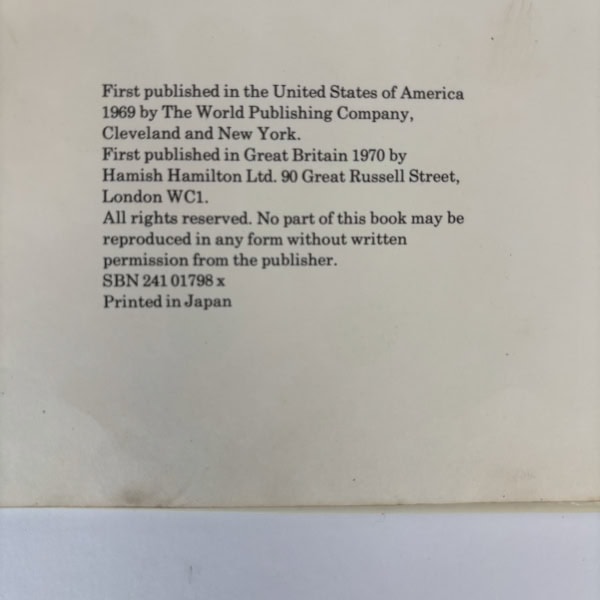 First published in the United States of America
1969 by The World Publishing Company,
Cleveland and New York.
First published in Great Britain 1970 by
Hamish Hamilton Ltd. 90 Great Russell Street,
London WC1.
All rights reserved. No part of this book may be
reproduced in any form without written
permission from the publisher.
SBN 241 01798 x
Printed in Japan